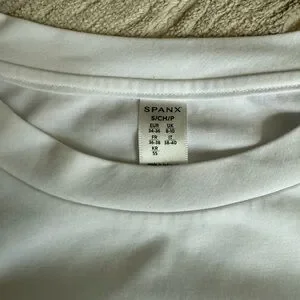 SPANX
S/CH/P
EUR UK
34-36 8-10
FR IT
36-38 38-40
KR
55